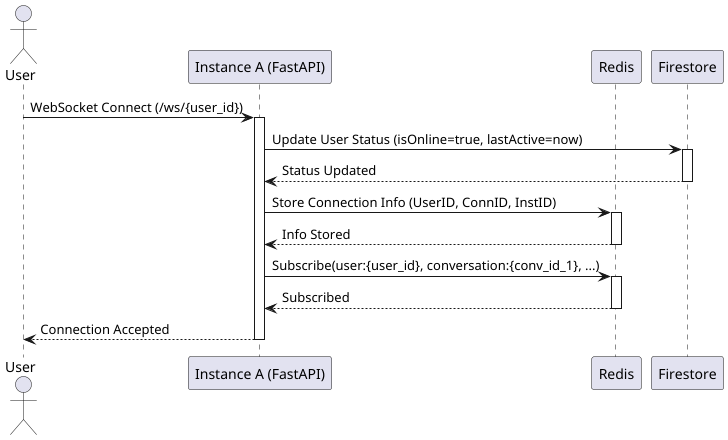 User
Instance A (FastAPI)
Redis
Firestore
WebSocket Connect (/ws/{user_id})
Update User Status (isOnline=true, lastActive=now)
Status Updated
Store Connection Info (UserID, ConnID, InstID)
Info Stored
Subscribe(user:{user_id}, conversation:{conv_id_1}, ...)
Subscribed
Connection Accepted
User
Instance A (FastAPI)
Redis
Firestore